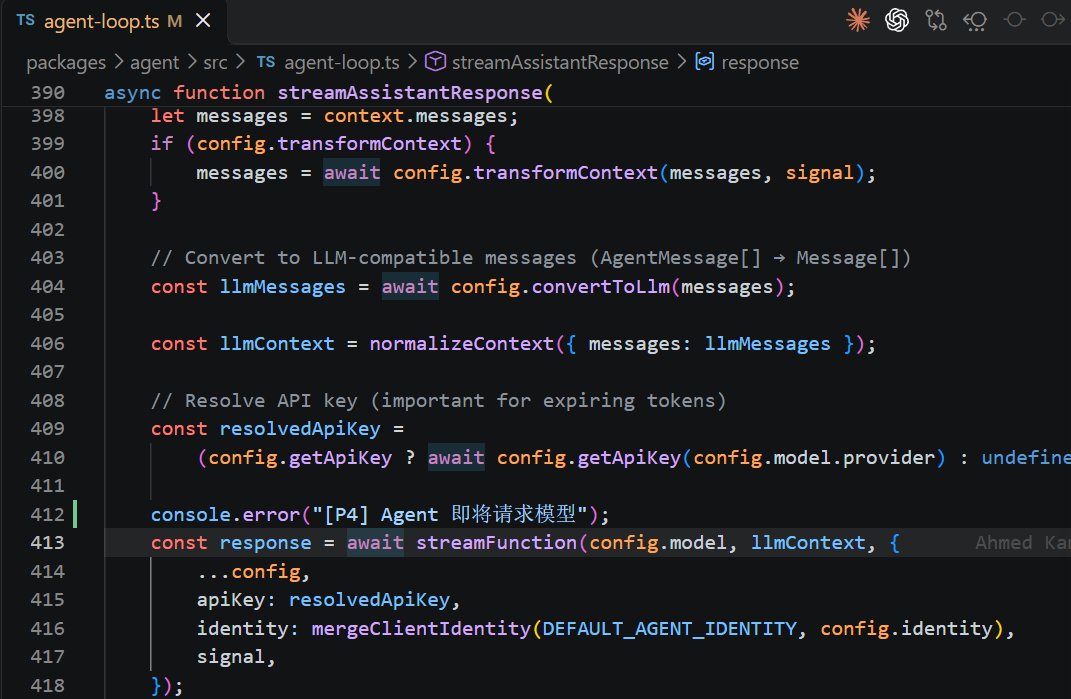 TS agent-loop.ts M
packages > agent > src > TS agent-loop.ts > streamAssistantResponse > response
390 async function streamAssistantResponse(
398 let messages = context.messages;
399 if (config.transformContext) {
400 messages = await config.transformContext(messages, signal);
401 }
402
403 // Convert to LLM-compatible messages (AgentMessage[] → Message[])
404 const llmMessages = await config.convertToLlm(messages);
405
406 const llmContext = normalizeContext({ messages: llmMessages });
407
408 // Resolve API key (important for expiring tokens)
409 const resolvedApiKey =
410 (config.getApiKey ? await config.getApiKey(config.model.provider) : undefine
411
412 console.error("[P4] Agent 即将请求模型");
413 const response = await streamFunction(config.model, llmContext, { Ahmed Ka
414 ...config,
415 apiKey: resolvedApiKey,
416 identity: mergeClientIdentity(DEFAULT_AGENT_IDENTITY, config.identity),
417 signal,
418 });